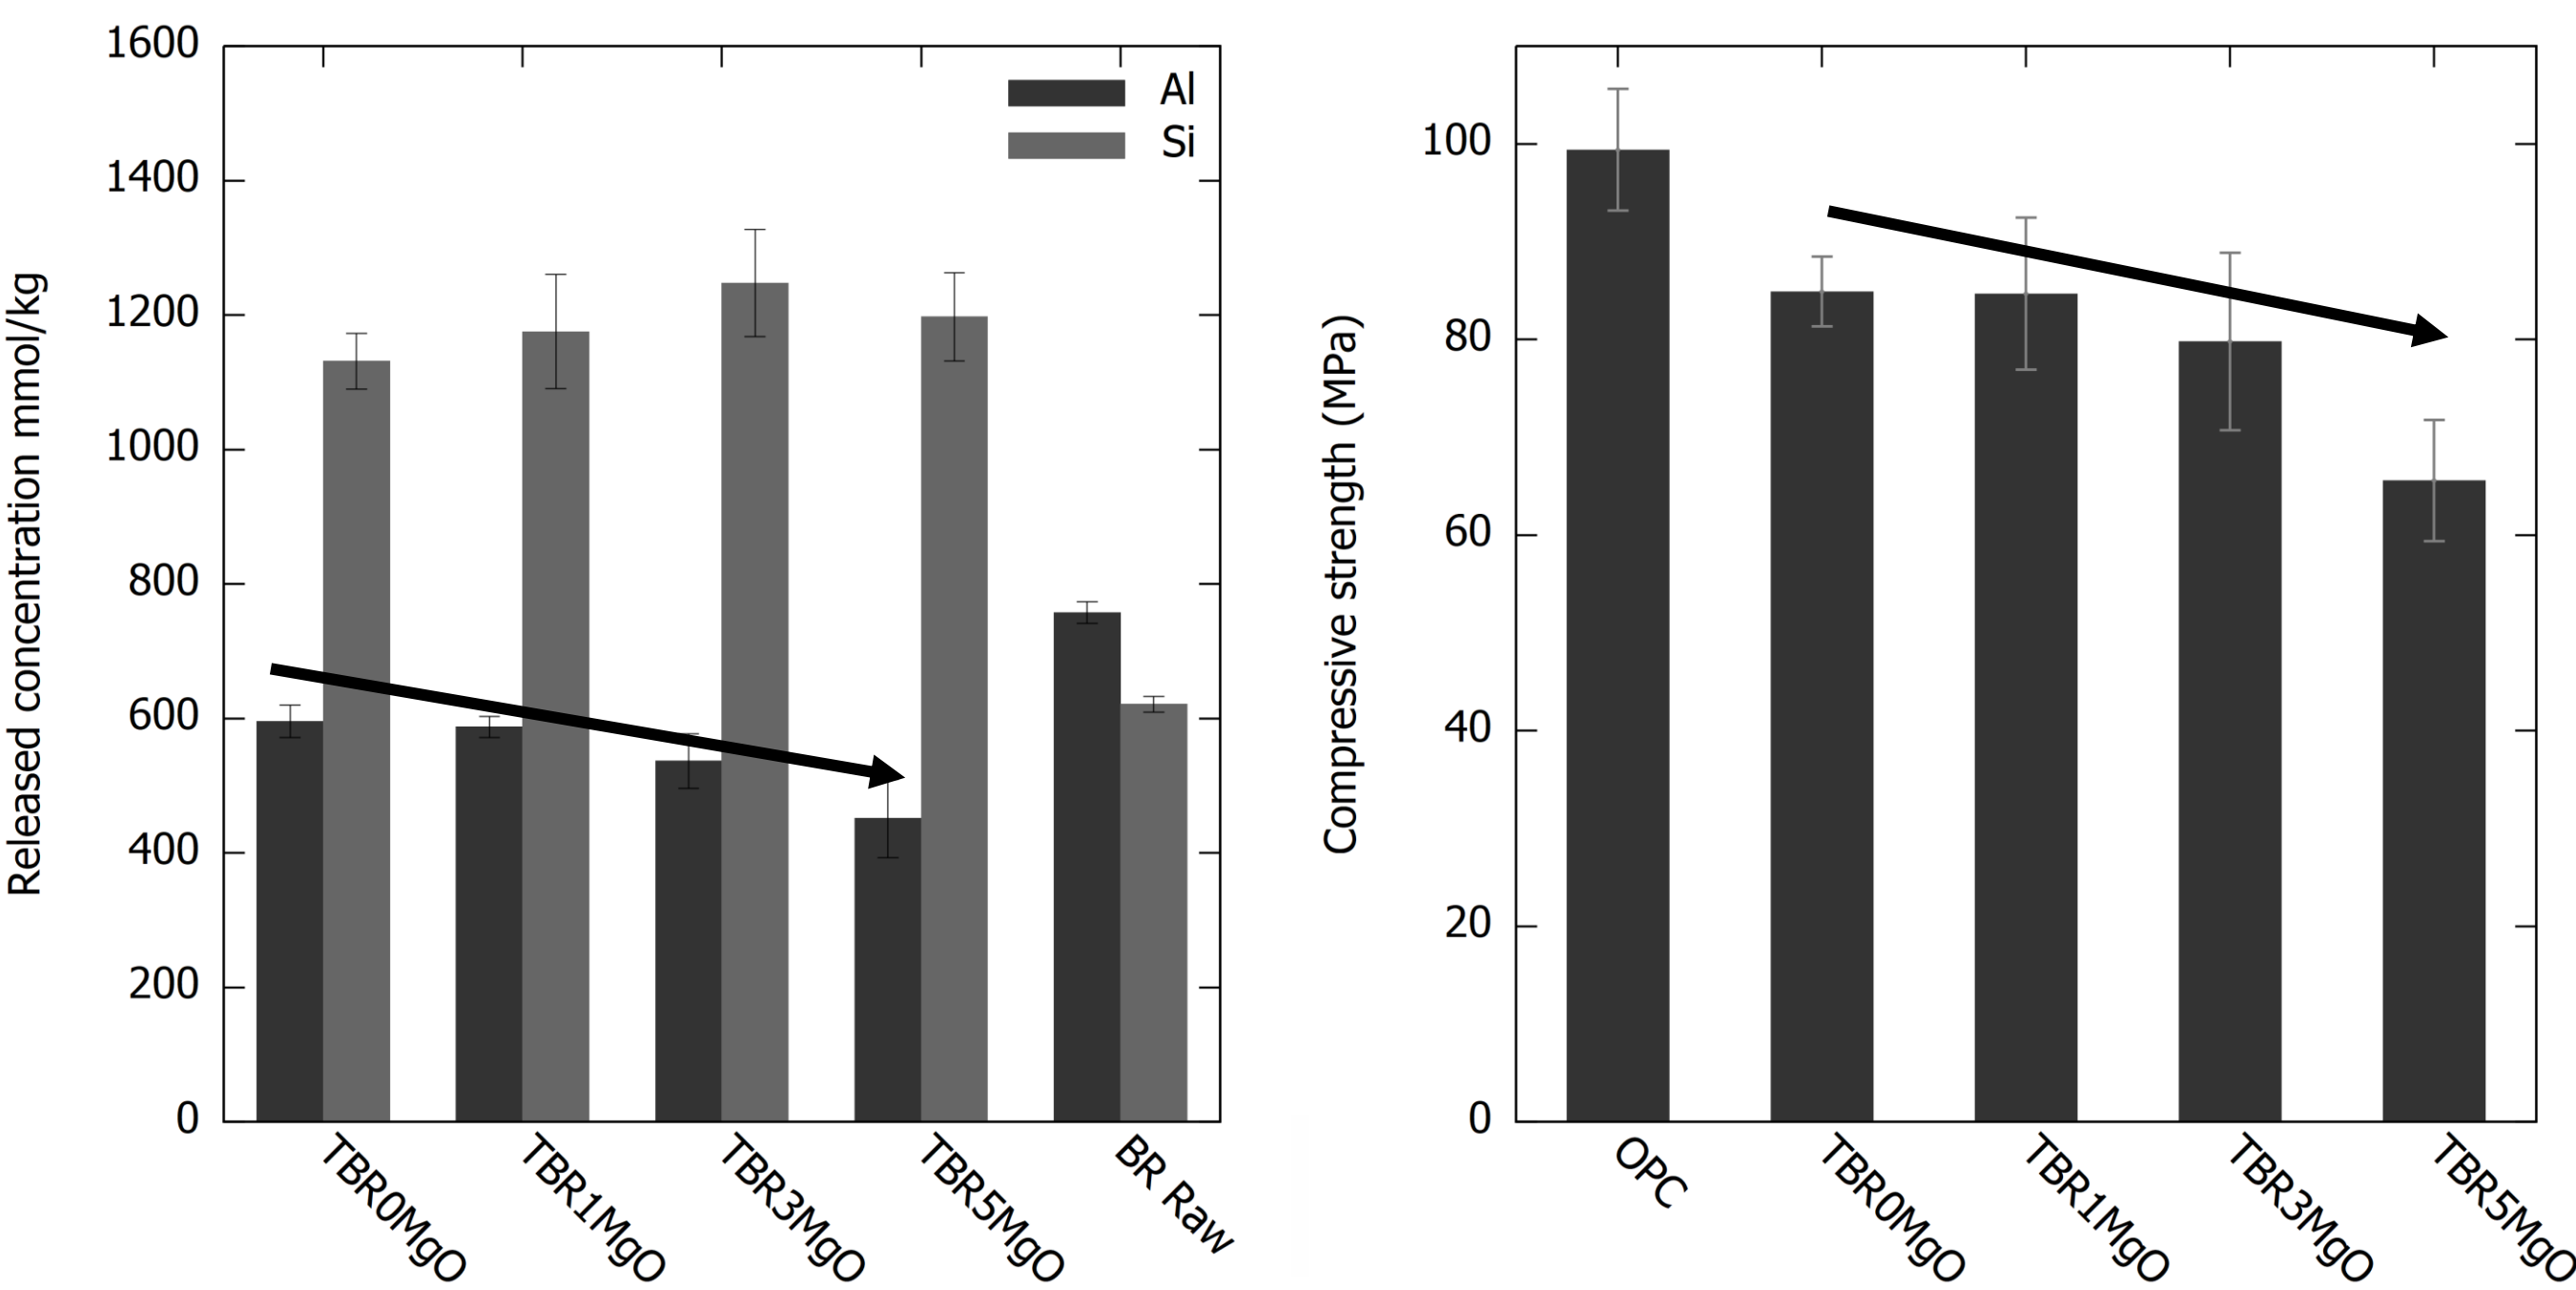 Released concentration mmol/kg
1600
1400
1200
1000
800
600
400
200
0
Al
Si
TBR0MgO
TBR1MgO
TBR3MgO
TBR5MgO
BR Raw
Compressive strength (MPa)
100
80
60
40
20
0
OPC
TBR0MgO
TBR1MgO
TBR3MgO
TBR5MgO